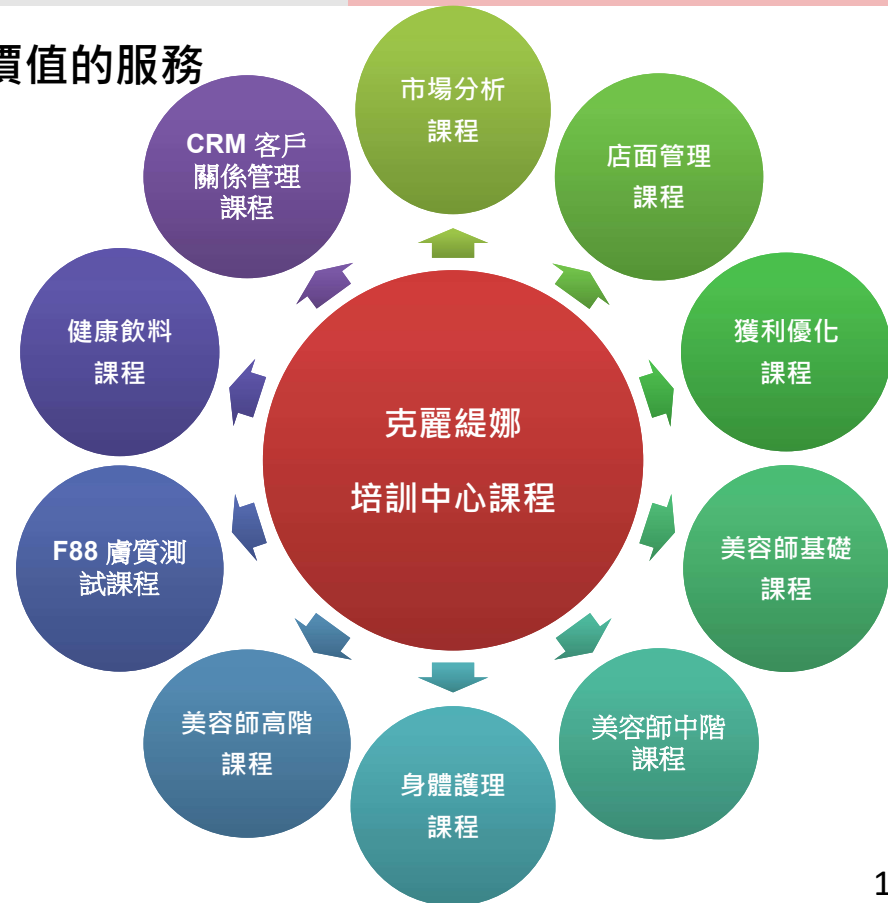 價值的服務
市場分析
課程
店面管理
課程
獲利優化
課程
美容師基礎
課程
美容師中階
課程
身體護理
課程
美容師高階
課程
F88 膚質測
試課程
健康飲料
課程
CRM 客戶
關係管理
課程
克麗緹娜
培訓中心課程
1